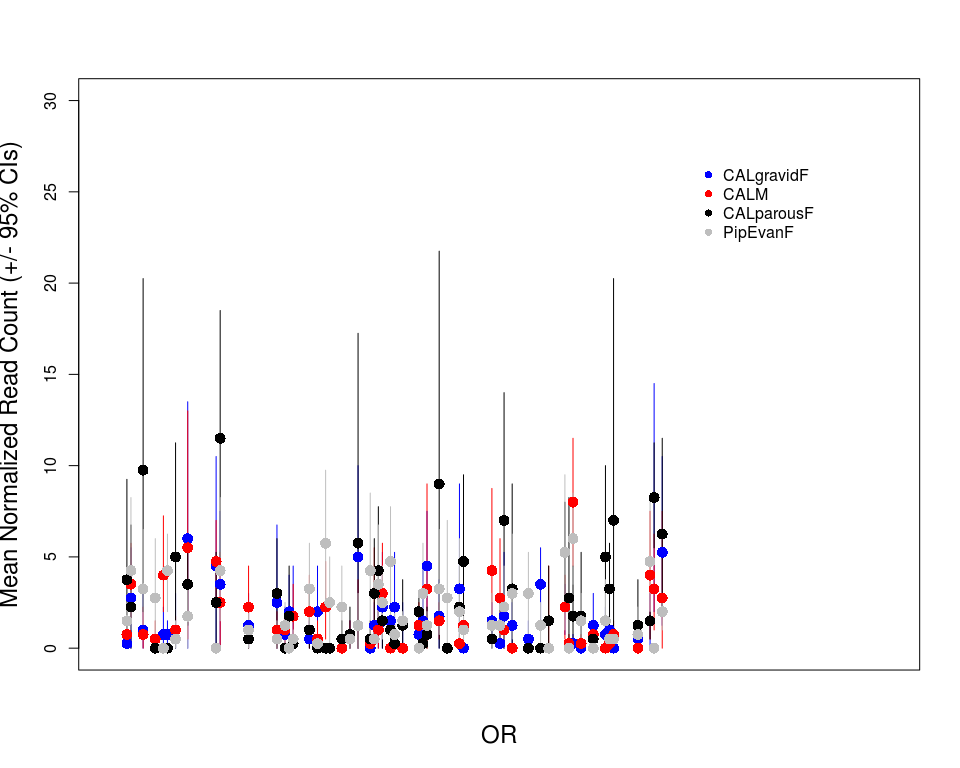 Mean Normalized Read Count (+/- 95% CIs)
30
25
20
15
10
5
0
CALgravidF
CALM
CALparousF
PipEvanF
OR